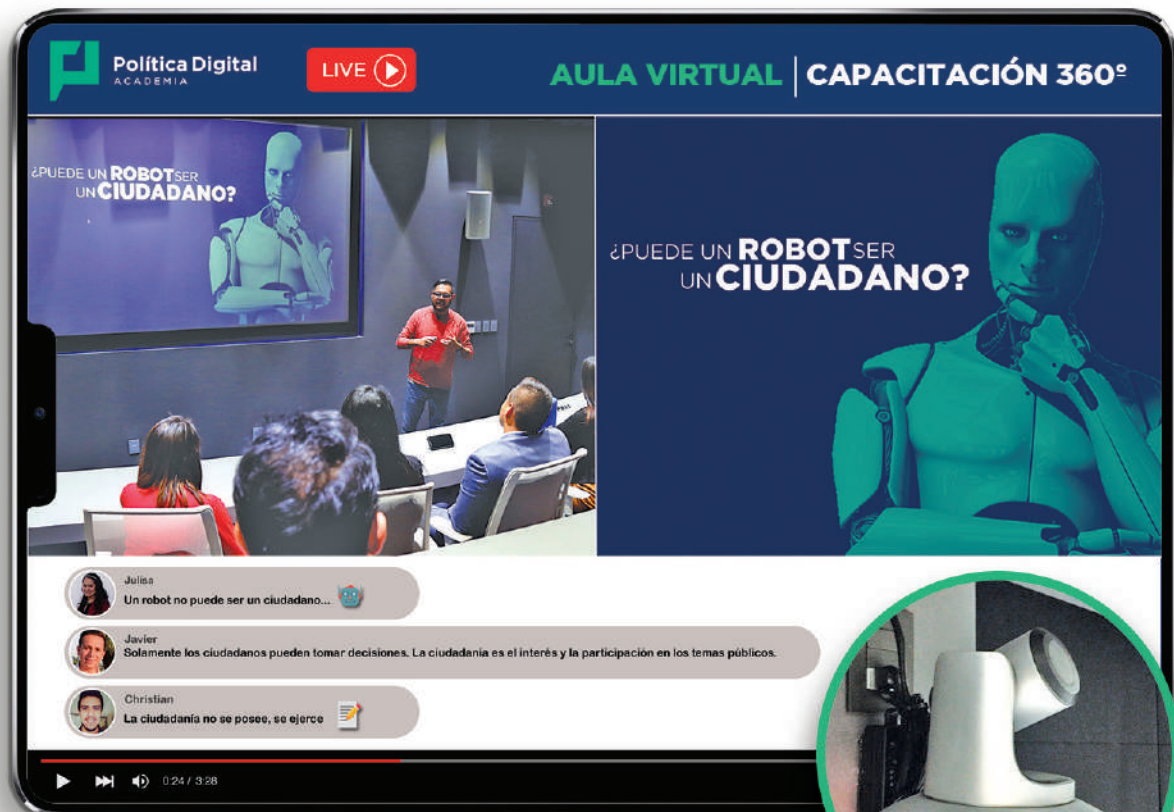 Política Digital
ACADEMIA
LIVE
AULA VIRTUAL | CAPACITACIÓN 360º
¿PUEDE UN ROBOT SER
UN CIUDADANO?
¿PUEDE UN ROBOT SER
UN CIUDADANO?
Julisa
Un robot no puede ser un ciudadano...
Javier
Solamente los ciudadanos pueden tomar decisiones. La ciudadanía es el interés y la participación en los temas públicos.
Christian
La ciudadanía no se posee, se ejerce
0:24 / 3:28